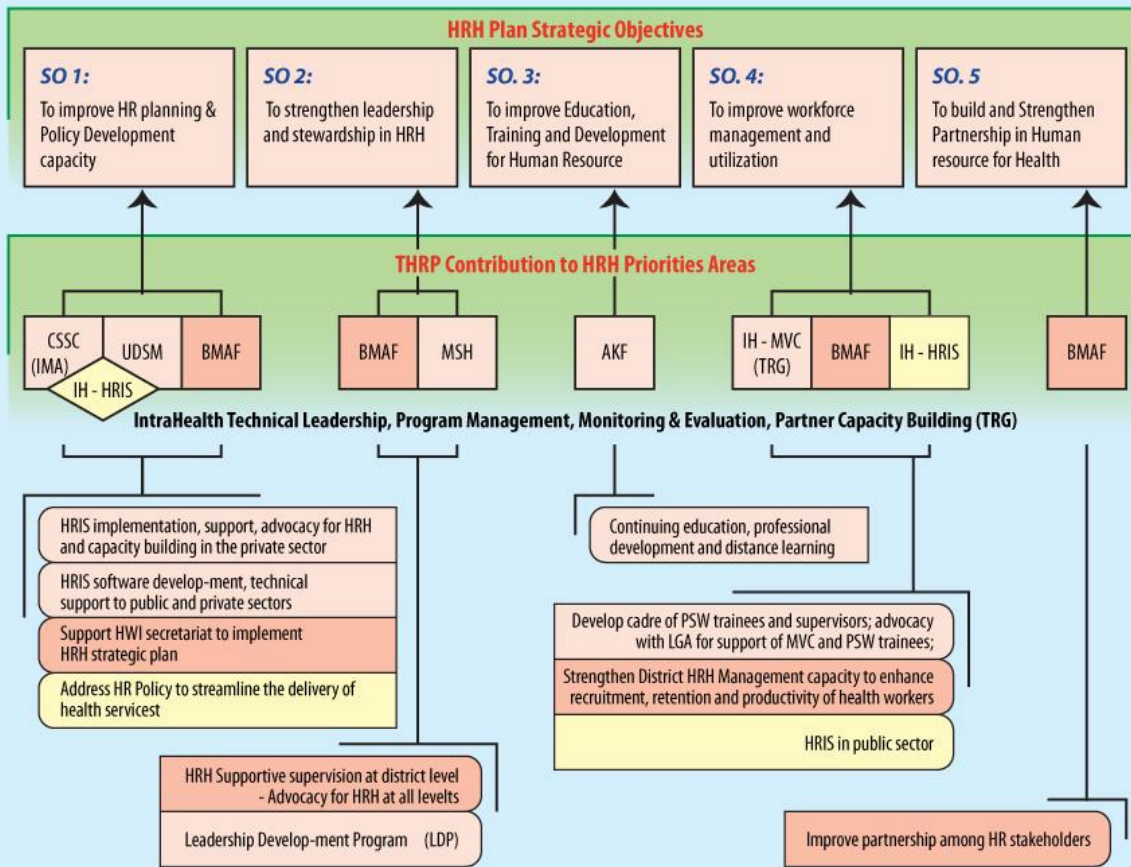 HRH Plan Strategic Objectives
SO 1:
To improve HR planning &
Policy Development
capacity
SO 2:
To strengthen leadership
and stewardship in HRH
SO. 3:
To improve Education,
Training and Development
for Human Resource
SO. 4:
To improve workforce
management and
utilization
SO. 5
To build and Strengthen
Partnership in Human
resource for Health
THRP Contribution to HRH Priorities Areas
CSSC
(IMA)
UDSM
BMAF
IH - HRIS
BMAF
MSH
AKF
IH - MVC
(TRG)
BMAF
IH - HRIS
BMAF
IntraHealth Technical Leadership, Program Management, Monitoring & Evaluation, Partner Capacity Building (TRG)
HRIS implementation, support, advocacy for HRH
and capacity building in the private sector
HRIS software develop-ment, technical
support to public and private sectors
Support HWI secretariat to implement
HRH strategic plan
Address HR Policy to streamline the delivery of
health servicest
HRH Supportive supervision at district level
- Advocacy for HRH at all levelts
Leadership Develop-ment Program (LDP)
Continuing education, professional
development and distance learning
Develop cadre of PSW trainees and supervisors; advocacy
with LGA for support of MVC and PSW trainees;
Strengthen District HRH Management capacity to enhance
recruitment, retention and productivity of health workers
HRIS in public sector
Improve partnership among HR stakeholders